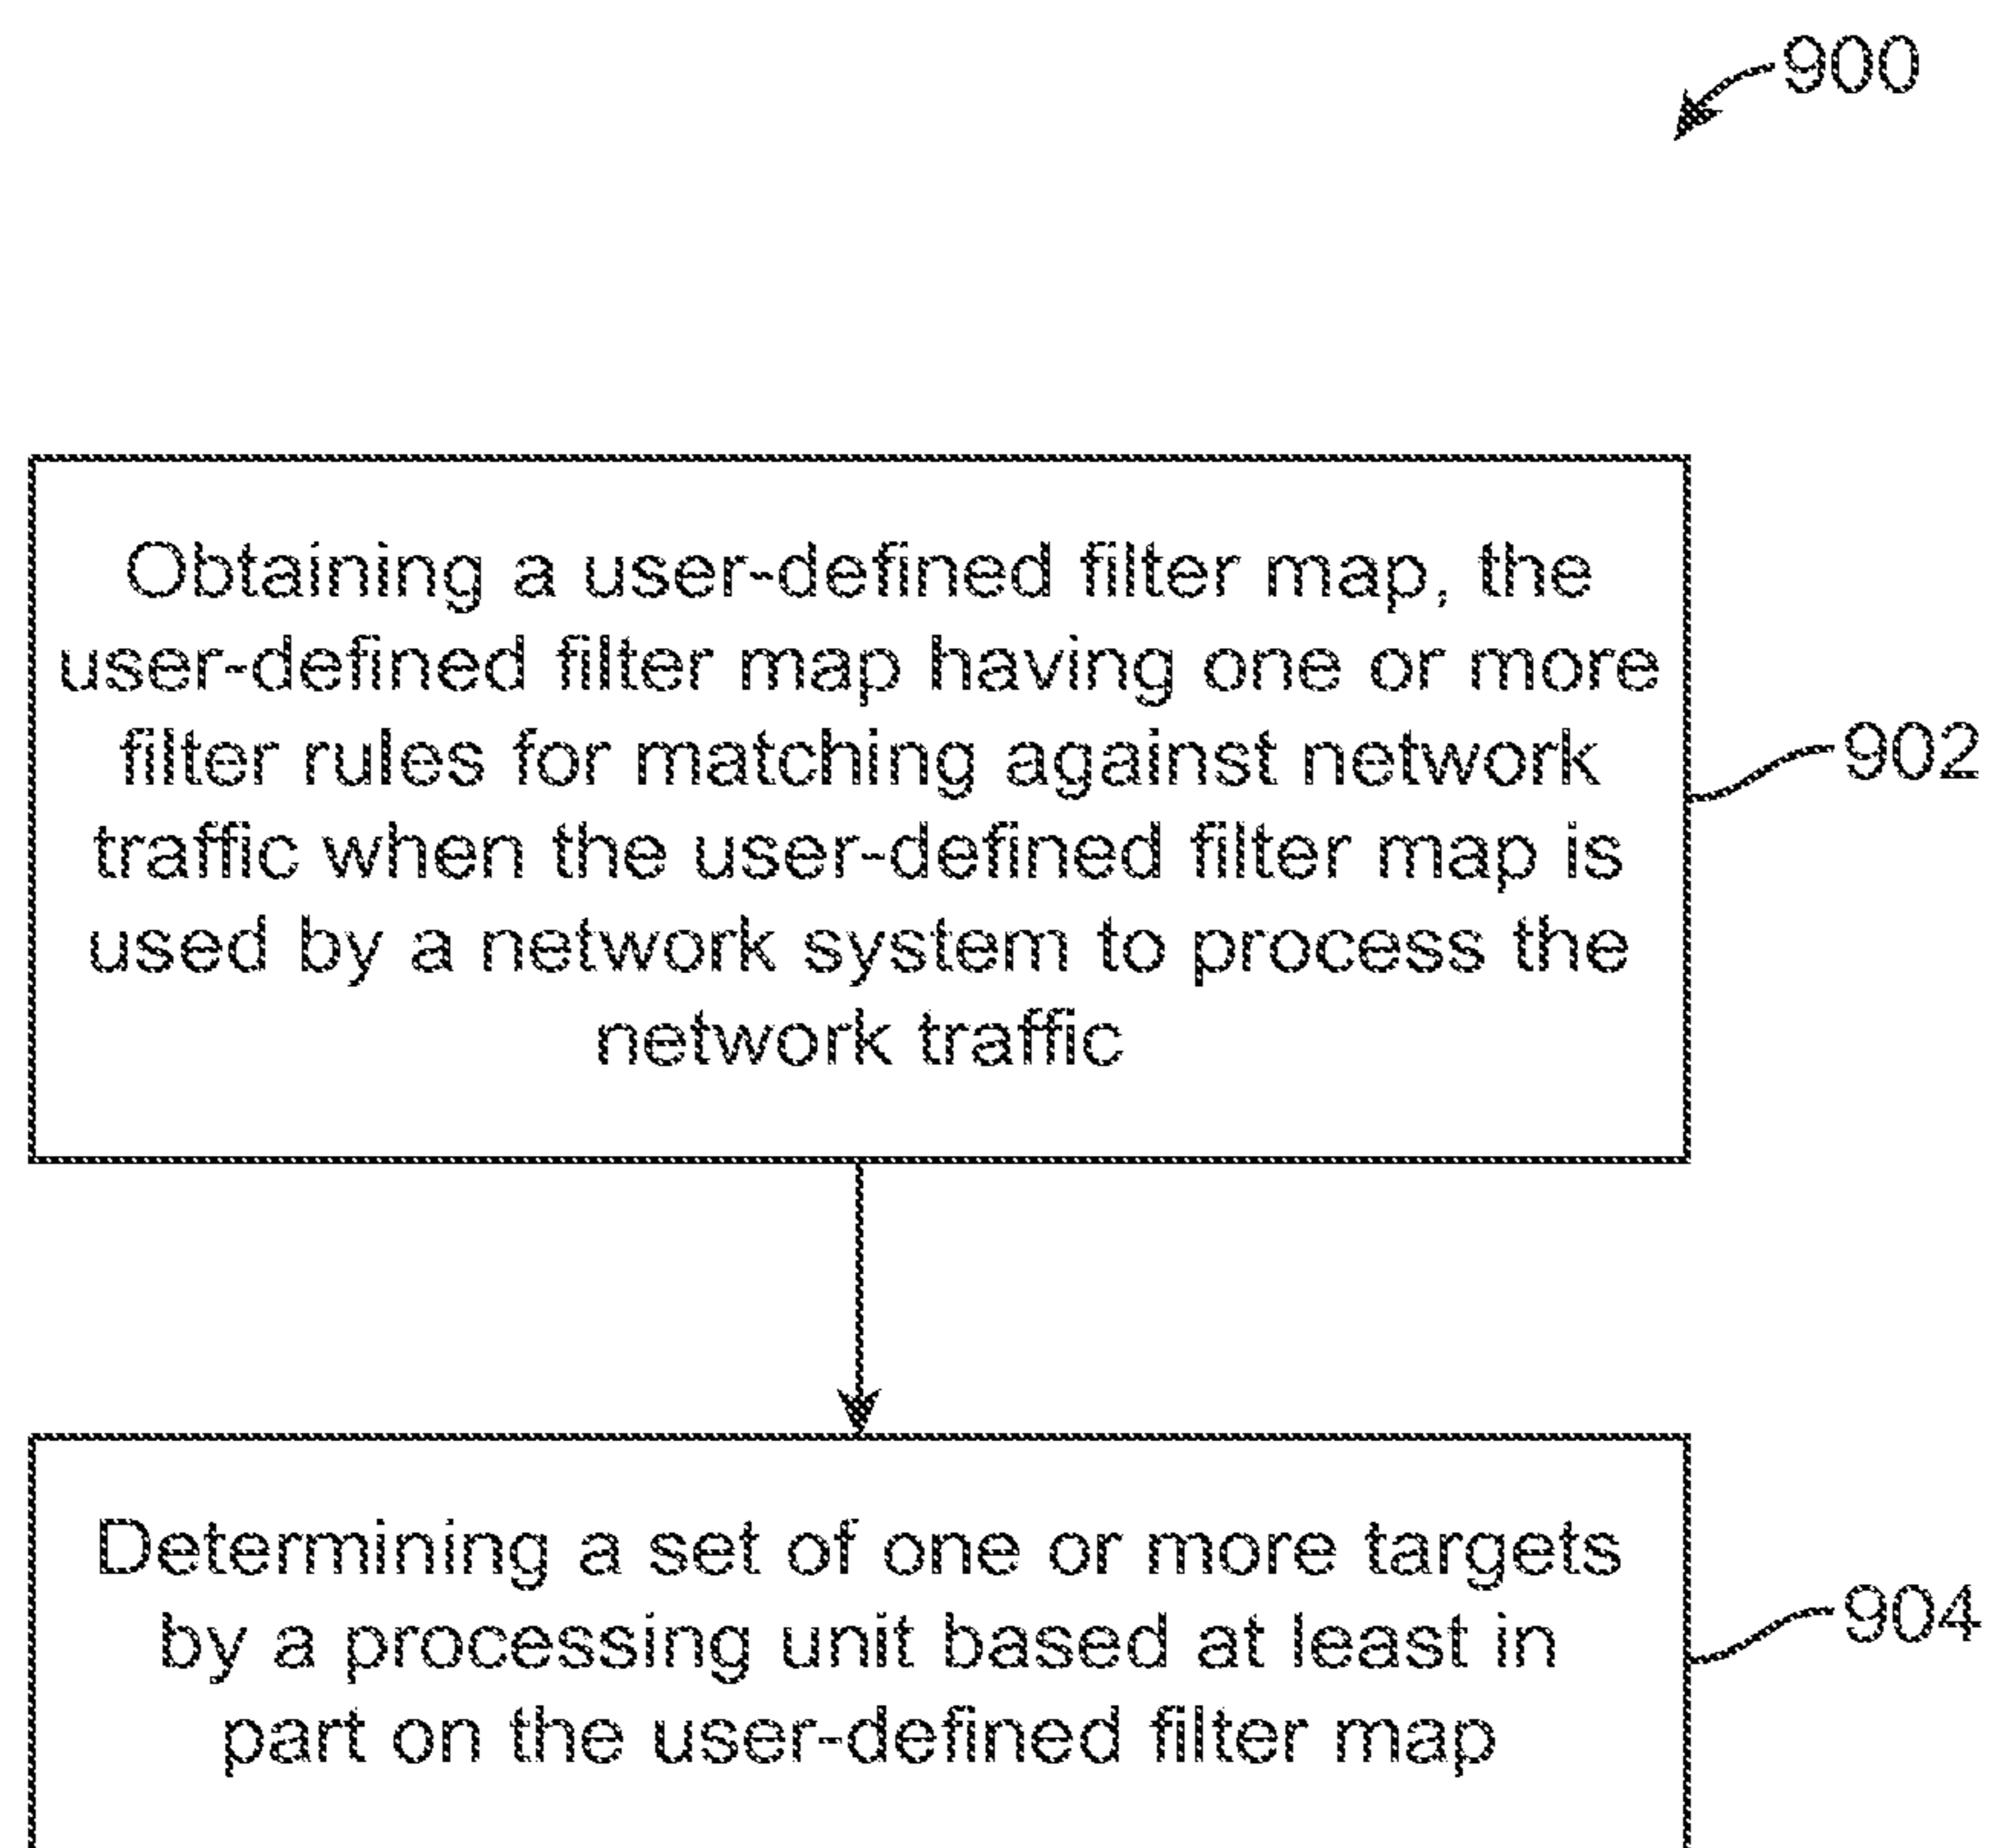 900
Obtaining a user-defined filter map, the
user-defined filter map having one or more
filter rules for matching against network
traffic when the user-defined filter map is
used by a network system to process the
network traffic
902
Determining a set of one or more targets
by a processing unit based at least in
part on the user-defined filter map
904